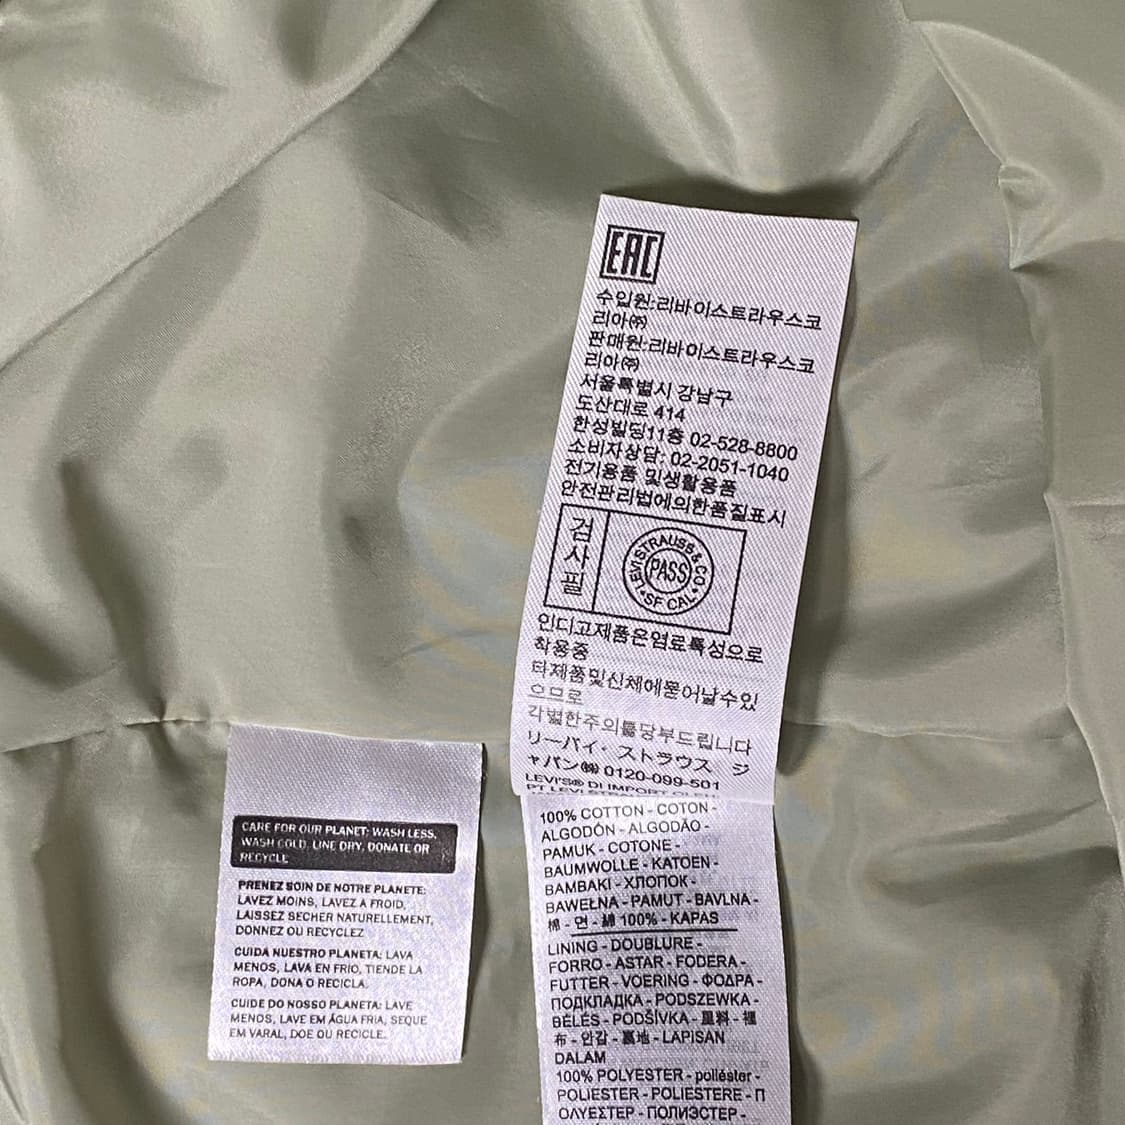 EAC
수입원:리바이스트라우스코
리아㈜
판매원:리바이스트라우스코
리아㈜
서울특별시 강남구
도산대로 414
한성빌딩11층 02-528-8800
소비자상담: 02-2051-1040
전기용품 및생활용품
안전관리법에의한품질표시
검사필
LEVI STRAUSS & CO.
PASS
SF CAL
인디고제품은염료특성으로
착용중
타제품및신체에묻어날수있
으므로
각별한주의를당부드립니다
リーバイ・ストラウス ジ
ャパン㈱ 0120-099-501
LEVI'S® DI IMPORT OLEH:
PT LEVI STRAUSS
100% COTTON - COTON -
ALGODÓN - ALGODÃO -
PAMUK - COTONE -
BAUMWOLLE - KATOEN -
BAMBAKI - ХЛОПОК -
BAWEŁNA - PAMUT - BAVLNA -
棉 - 면 - 綿 100% - KAPAS
LINING - DOUBLURE -
FORRO - ASTAR - FODERA -
FUTTER - VOERING - ΦΟΔΡΑ -
ПОДКЛАДКА - PODSZEWKA -
BÉLÉS - PODŠÍVKA - 里料 - 裡
布 - 안감 - 裏地 - LAPISAN
DALAM
100% POLYESTER - poliéster -
POLIESTER - POLIESTERE - Π
ΟΛΥΕΣΤΕΡ - ПОЛИЭСТЕР -
CARE FOR OUR PLANET: WASH LESS,
WASH COLD, LINE DRY, DONATE OR
RECYCLE
PRENEZ SOIN DE NOTRE PLANETE:
LAVEZ MOINS, LAVEZ A FROID,
LAISSEZ SECHER NATURELLEMENT,
DONNEZ OU RECYCLEZ
CUIDA NUESTRO PLANETA: LAVA
MENOS, LAVA EN FRIO, TIENDE LA
ROPA, DONA O RECICLA.
CUIDE DO NOSSO PLANETA: LAVE
MENOS, LAVE EM ÁGUA FRIA, SEQUE
EM VARAL, DOE OU RECICLE.